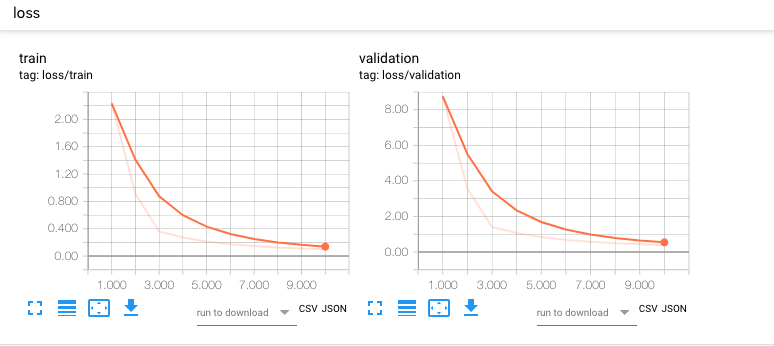 loss
train
tag: loss/train
2.00
1.60
1.20
0.800
0.400
0.00
1.000 3.000 5.000 7.000 9.000
run to download CSV JSON
validation
tag: loss/validation
8.00
6.00
4.00
2.00
0.00
1.000 3.000 5.000 7.000 9.000
run to download CSV JSON